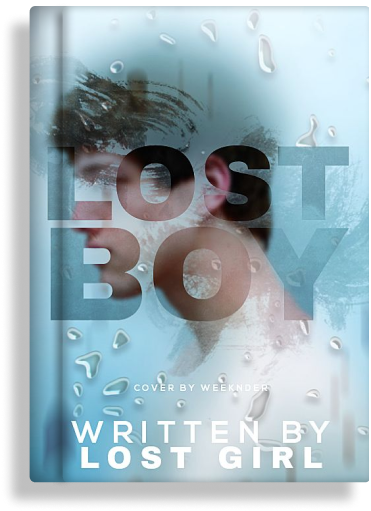 LOST
BOY
COVER BY WEEKNDER
WRITTEN BY
LOST GIRL